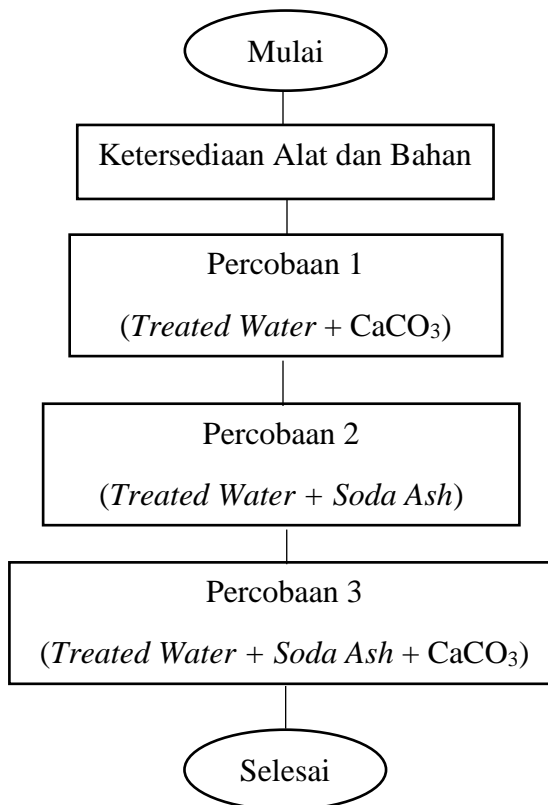 Mulai
Ketersediaan Alat dan Bahan
Percobaan 1
(Treated Water + CaCO₃)
Percobaan 2
(Treated Water + Soda Ash)
Percobaan 3
(Treated Water + Soda Ash + CaCO₃)
Selesai